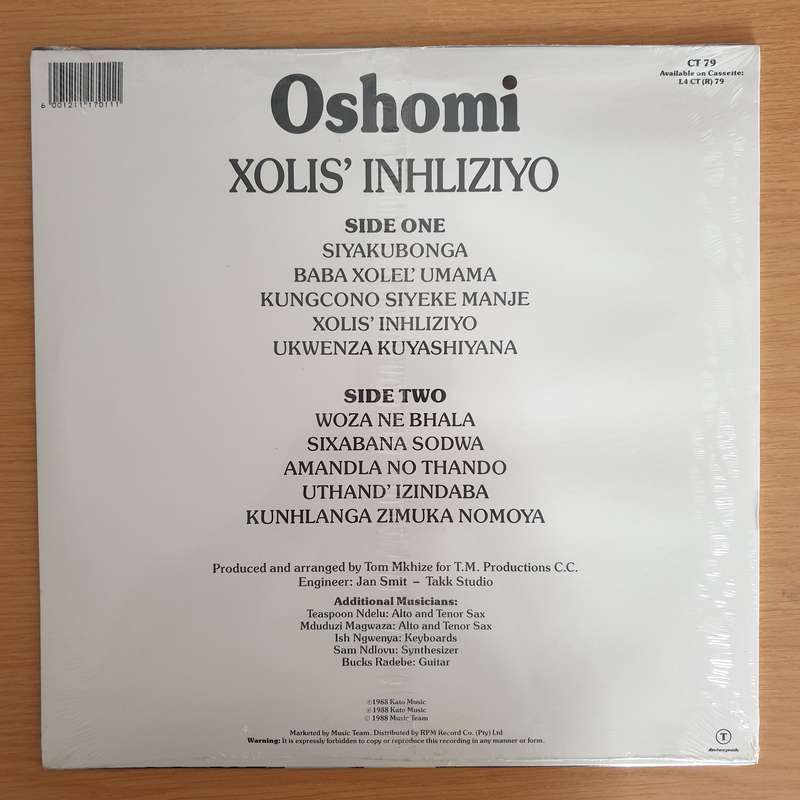 6 001211 170111
CT 79
Available on Cassette:
L4 CT (R) 79
Oshomi
XOLIS’ INHLIZIYO
SIDE ONE
SIYAKUBONGA
BABA XOLEL’ UMAMA
KUNGCONO SIYEKE MANJE
XOLIS’ INHLIZIYO
UKWENZA KUYASHIYANA
SIDE TWO
WOZA NE BHALA
SIXABANA SODWA
AMANDLA NO THANDO
UTHAND’ IZINDABA
KUNHLANGA ZIMUKA NOMOYA
Produced and arranged by Tom Mkhize for T.M. Productions C.C.
Engineer: Jan Smit – Takk Studio
Additional Musicians:
Teaspoon Ndelu: Alto and Tenor Sax
Mduduzi Magwaza: Alto and Tenor Sax
Ish Ngwenya: Keyboards
Sam Ndlovu: Synthesizer
Bucks Radebe: Guitar
©1988 Kato Music
℗1988 Kato Music
© 1988 Music Team
Marketed by Music Team. Distributed by RPM Record Co. (Pty) Ltd
Warning: It is expressly forbidden to copy or reproduce this recording in any manner or form.
T